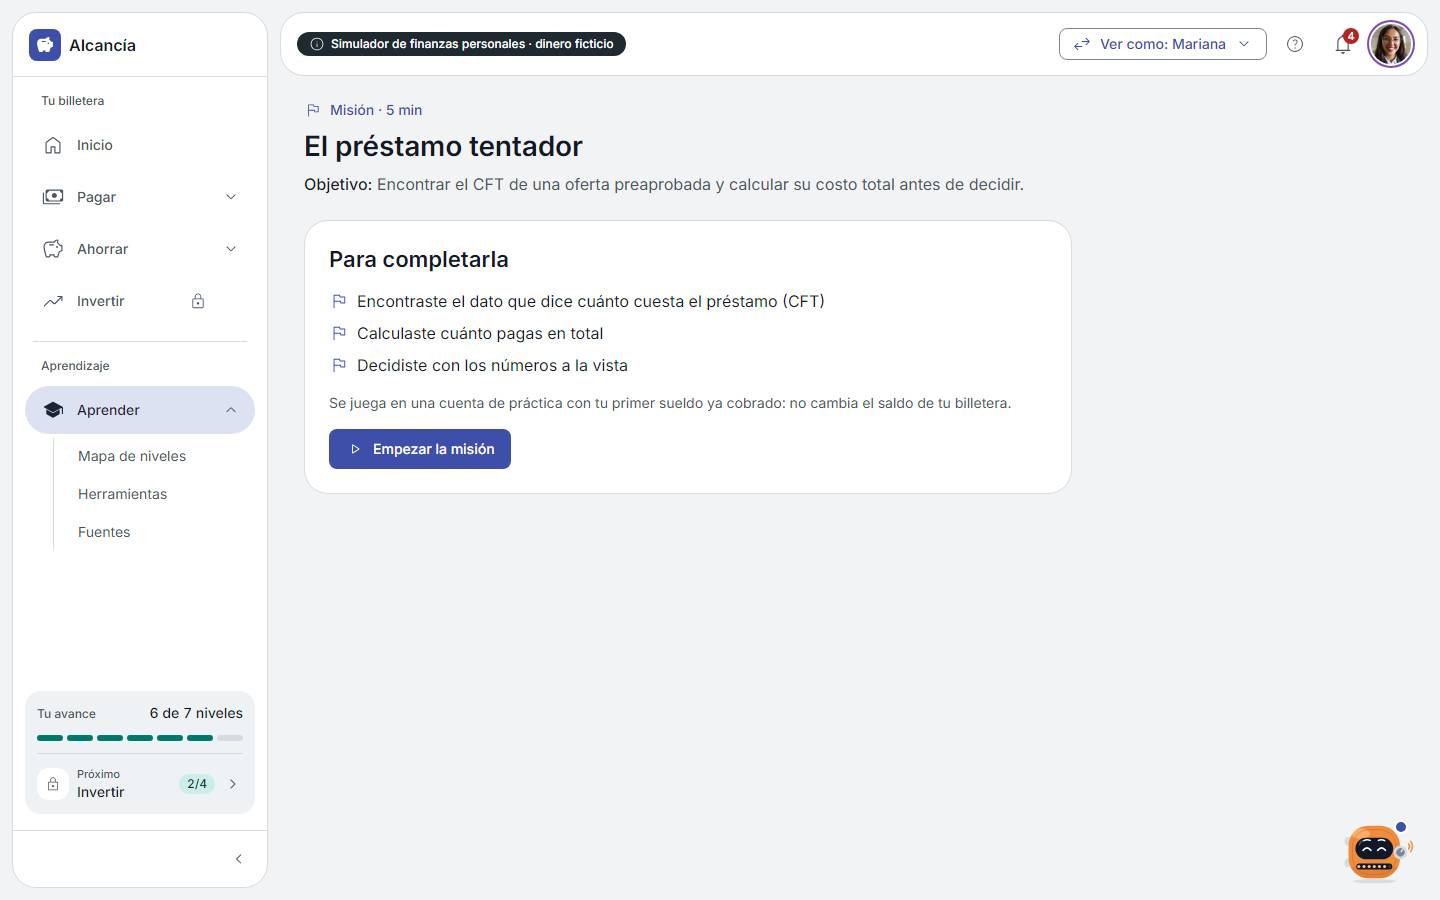 Alcancía
Simulador de finanzas personales · dinero ficticio
Ver como: Mariana
4
Tu billetera
Inicio
Pagar
Ahorrar
Invertir
Aprendizaje
Aprender
Mapa de niveles
Herramientas
Fuentes
Tu avance
6 de 7 niveles
Próximo
Invertir
2/4
Misión · 5 min
El préstamo tentador
Objetivo: Encontrar el CFT de una oferta preaprobada y calcular su costo total antes de decidir.
Para completarla
Encontraste el dato que dice cuánto cuesta el préstamo (CFT)
Calculaste cuánto pagas en total
Decidiste con los números a la vista
Se juega en una cuenta de práctica con tu primer sueldo ya cobrado: no cambia el saldo de tu billetera.
Empezar la misión